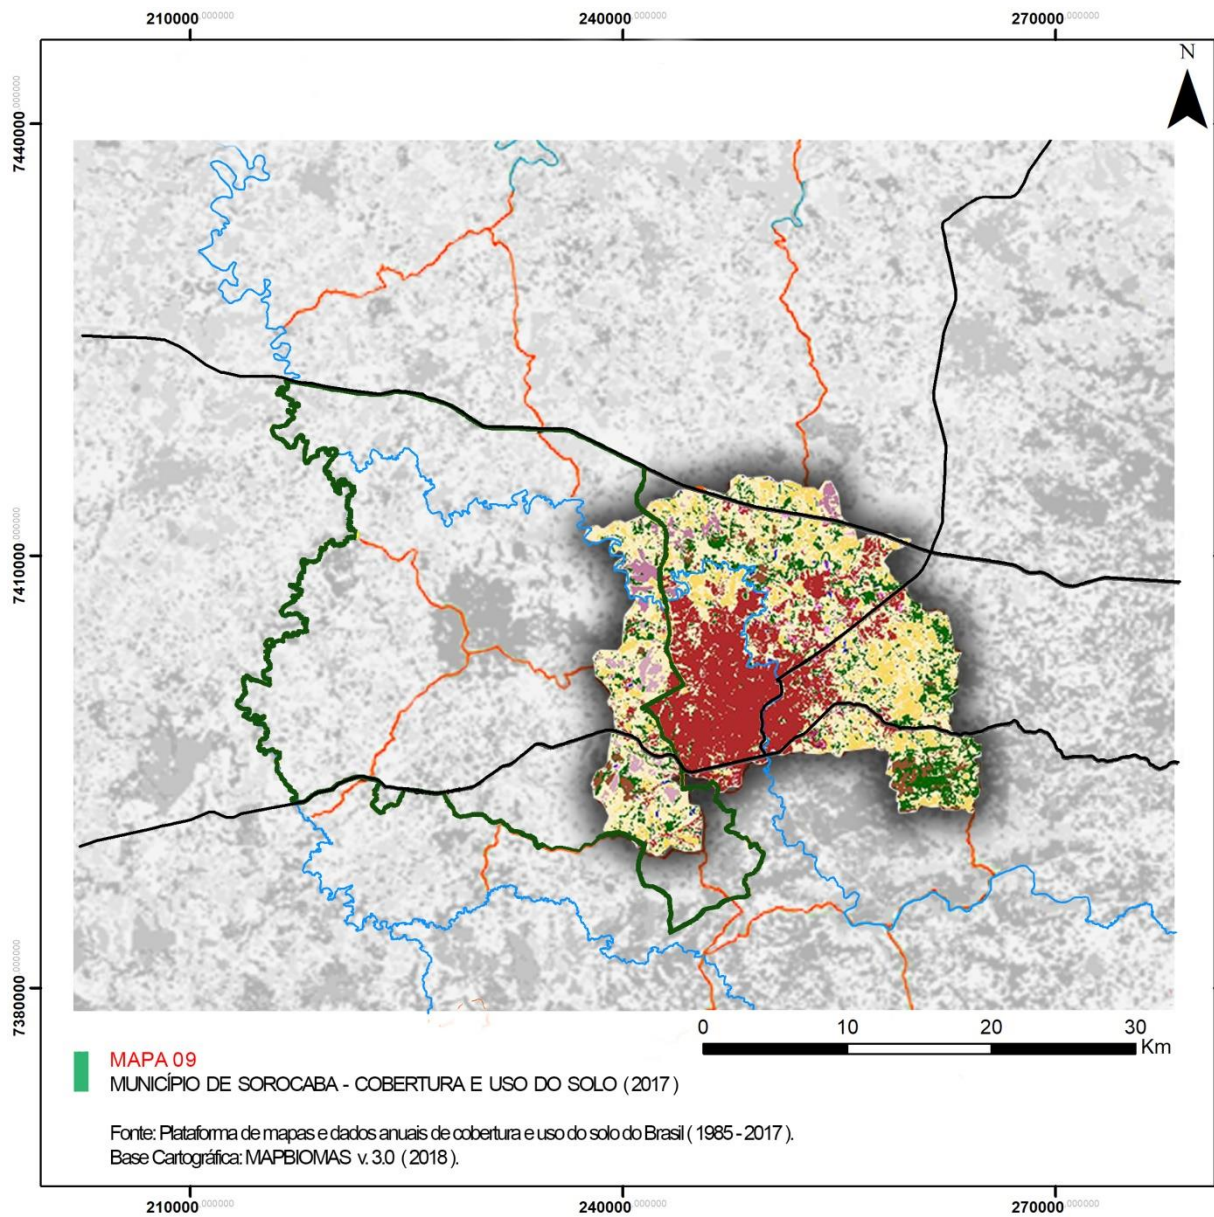 210000,000000 240000,000000 270000,000000
N
7440000,000000
7410000,000000
7380000,000000
0 10 20 30
Km
MAPA 09
MUNICÍPIO DE SOROCABA - COBERTURA E USO DO SOLO (2017)
Fonte: Plataforma de mapas e dados anuais de cobertura e uso do solo do Brasil (1985 - 2017).
Base Cartográfica: MAPBIOMAS v. 3.0 (2018).
210000,000000 240000,000000 270000,000000